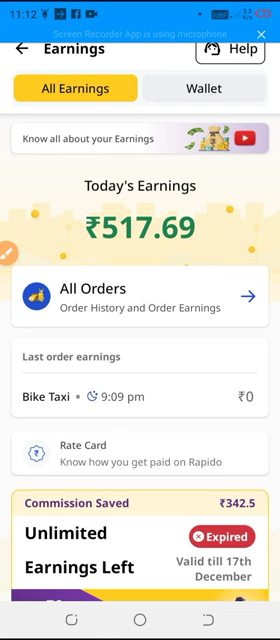 11:12
Screen Recorder App is using microphone
Earnings
Help
All Earnings
Wallet
Know all about your Earnings
Today's Earnings
₹517.69
All Orders
Order History and Order Earnings
Last order earnings
Bike Taxi • 9:09 pm ₹0
Rate Card
Know how you get paid on Rapido
Commission Saved ₹342.5
Unlimited
Earnings Left
Expired
Valid till 17th
December